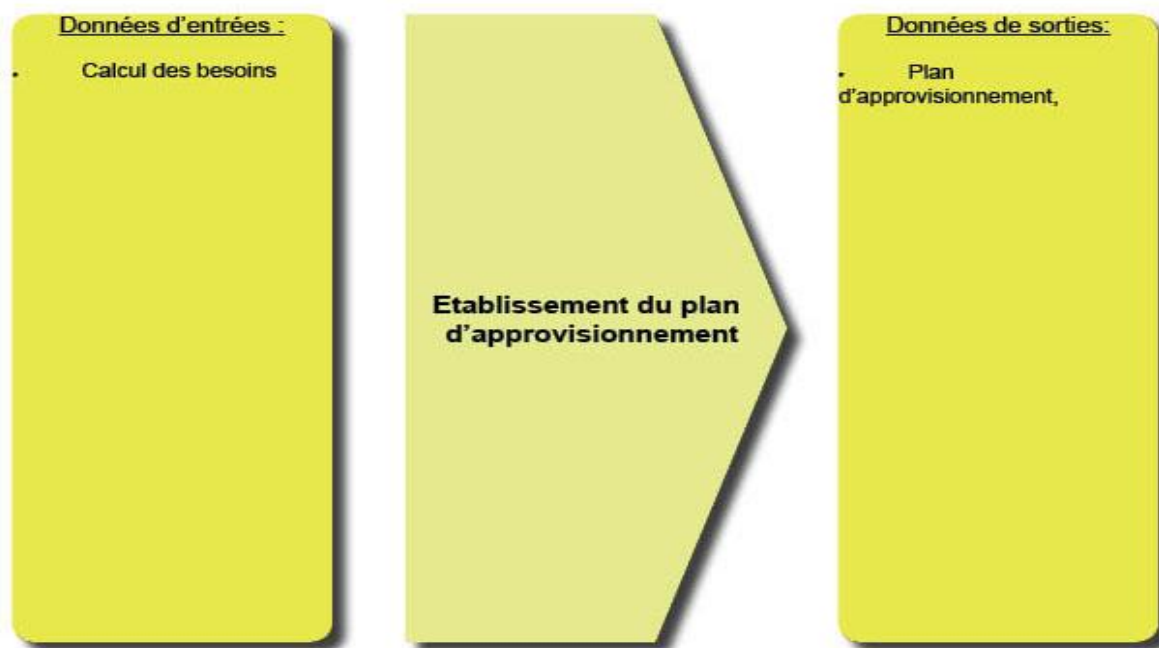 Données d'entrées :
• Calcul des besoins
Etablissement du plan
d'approvisionnement
Données de sorties:
• Plan
d'approvisionnement,